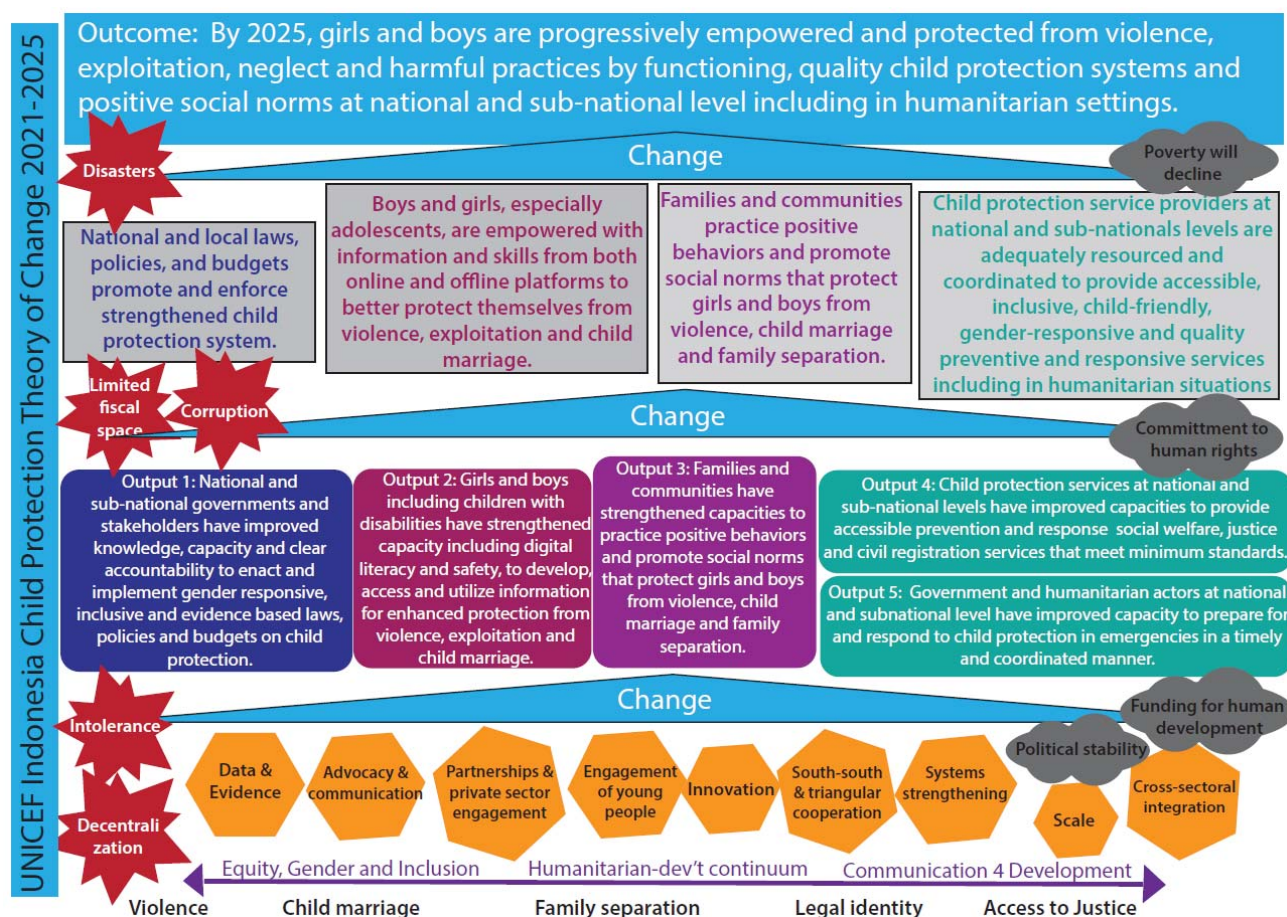 UNICEF Indonesia Child Protection Theory of Change 2021-2025
Outcome: By 2025, girls and boys are progressively empowered and protected from violence,
exploitation, neglect and harmful practices by functioning, quality child protection systems and
positive social norms at national and sub-national level including in humanitarian settings.
Disasters
Change
Poverty will
decline
National and local laws,
policies, and budgets
promote and enforce
strengthened child
protection system.
Boys and girls, especially
adolescents, are empowered with
information and skills from both
online and offline platforms to
better protect themselves from
violence, exploitation and child
marriage.
Families and communities
practice positive
behaviors and promote
social norms that protect
girls and boys from
violence, child marriage
and family separation.
Child protection service providers at
national and sub-nationals levels are
adequately resourced and
coordinated to provide accessible,
inclusive, child-friendly,
gender-responsive and quality
preventive and responsive services
including in humanitarian situations
Limited
fiscal
space
Corruption
Change
Committment to
human rights
Output 1: National and
sub-national governments and
stakeholders have improved
knowledge, capacity and clear
accountability to enact and
implement gender responsive,
inclusive and evidence based laws,
policies and budgets on child
protection.
Output 2: Girls and boys
including children with
disabilities have strengthened
capacity including digital
literacy and safety, to develop,
access and utilize information
for enhanced protection from
violence, exploitation and
child marriage.
Output 3: Families and
communities have
strengthened capacities to
practice positive behaviors
and promote social norms
that protect girls and boys
from violence, child
marriage and family
separation.
Output 4: Child protection services at national and
sub-national levels have improved capacities to provide
accessible prevention and response social welfare, justice
and civil registration services that meet minimum standards.
Output 5: Government and humanitarian actors at national
and subnational level have improved capacity to prepare for
and respond to child protection in emergencies in a timely
and coordinated manner.
Intolerance
Change
Funding for human
development
Political stability
Decentrali
zation
Data &
Evidence
Advocacy &
communication
Partnerships &
private sector
engagement
Engagement
of young
people
Innovation
South-south
& triangular
cooperation
Systems
strengthening
Scale
Cross-sectoral
integration
Equity, Gender and Inclusion
Humanitarian-dev't continuum
Communication 4 Development
Violence
Child marriage
Family separation
Legal identity
Access to Justice